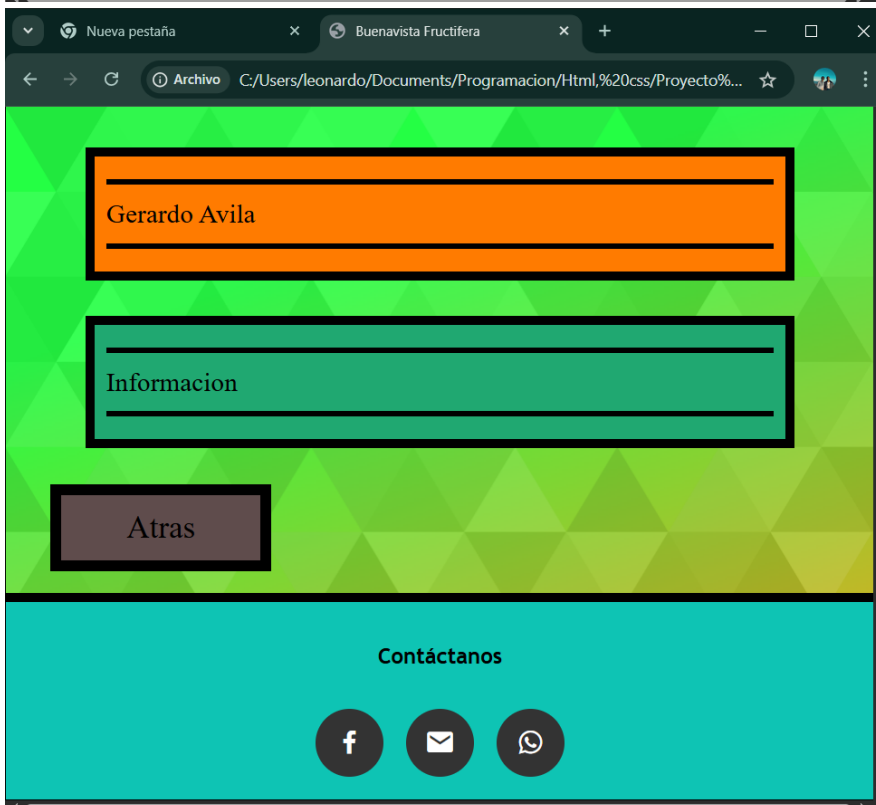 Nueva pestaña
Buenavista Fructifera
Archivo
C:/Users/leonardo/Documents/Programacion/Html,%20css/Proyecto%...
Gerardo Avila
Informacion
Atras
Contáctanos